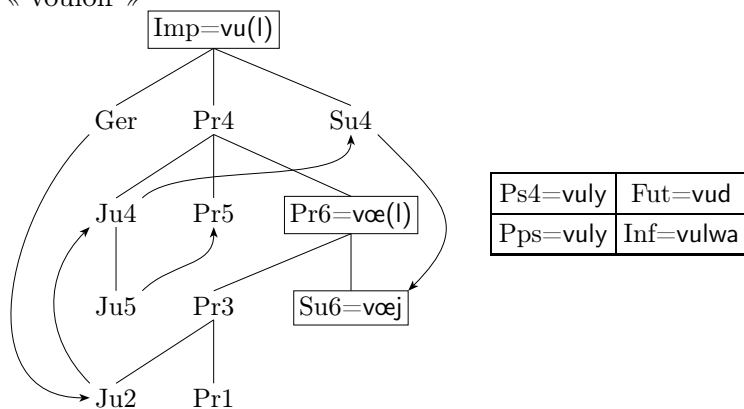 « vouloir »
Imp=vu(l)
Ger Pr4 Su4
Ju4 Pr5 Pr6=vœ(l)
Ju5 Pr3 Su6=vœj
Ju2 Pr1
Ps4=vuly Fut=vud
Pps=vuly Inf=vulwa